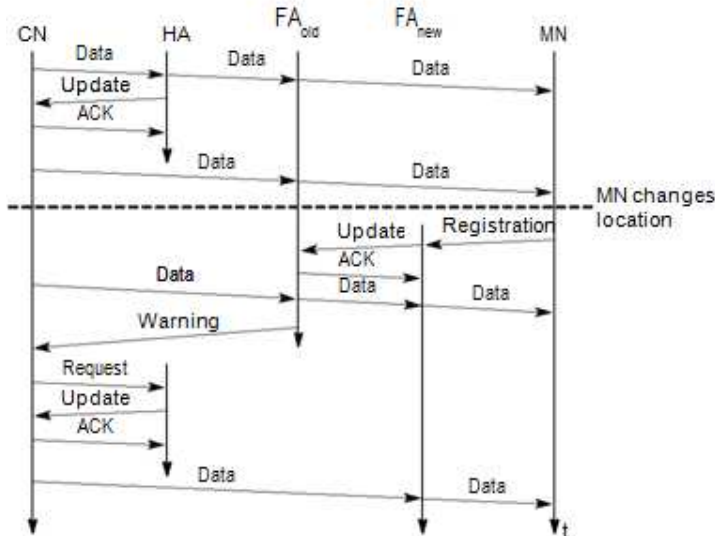 CN HA FA old FA new MN
Data Data Data
Update
ACK
Data Data
MN changes
location
Registration
Update
ACK
Data Data Data
Warning
Request
Update
ACK
Data Data
t